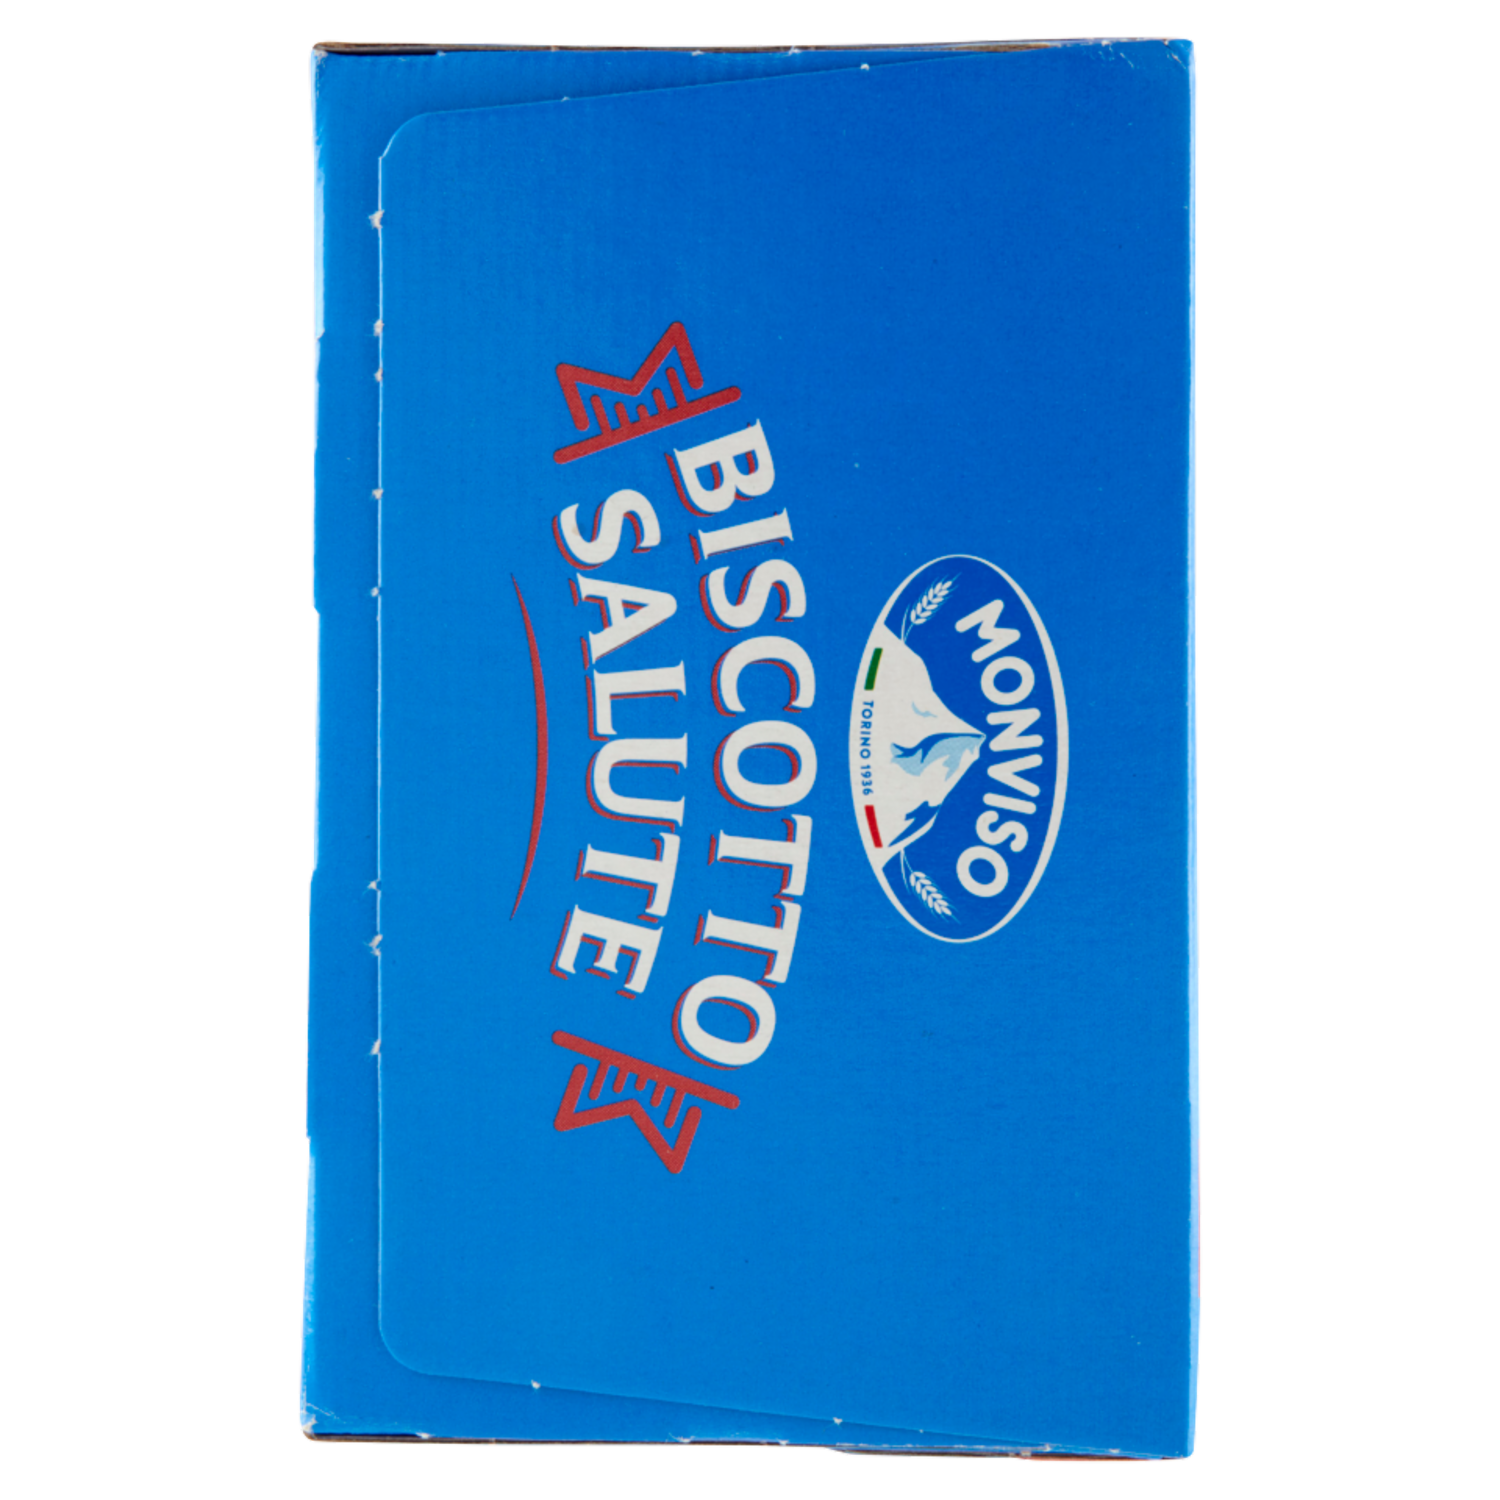 MONVISO
TORINO 1936
BISCOTTO
SALUTE